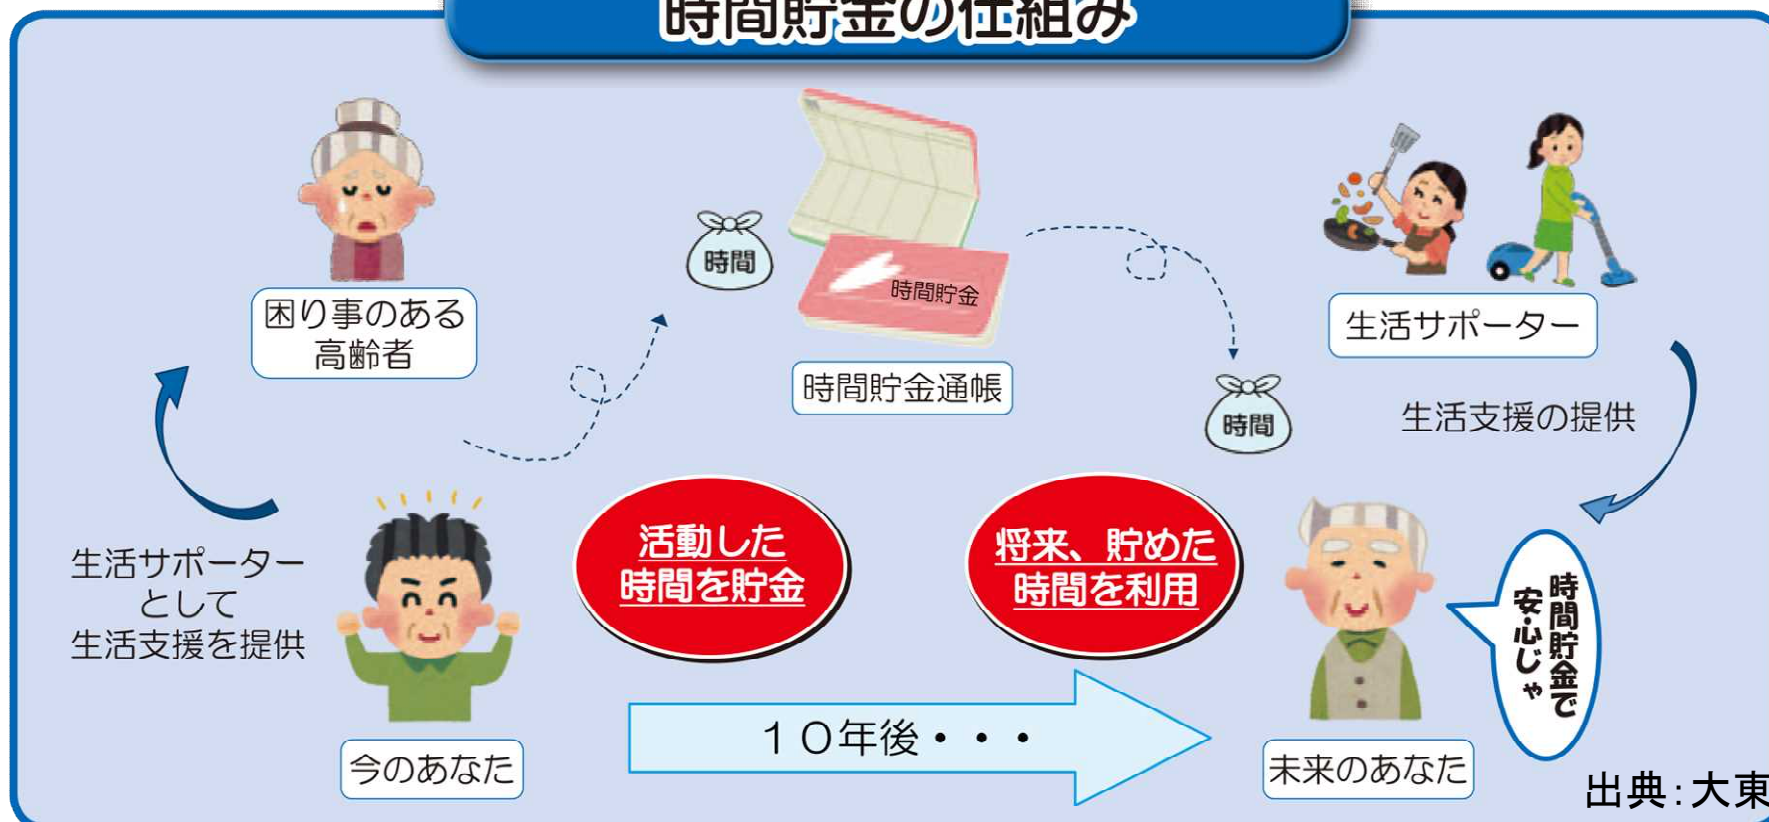 時間貯金の仕組み
困り事のある
高齢者
時間
時間貯金
時間貯金通帳
生活サポーター
生活支援の提供
時間
生活サポーター
として
生活支援を提供
活動した
時間を貯金
将来、貯めた
時間を利用
時間貯金で
安心じゃ
10年後・・・
今のあなた
未来のあなた
出典:大東